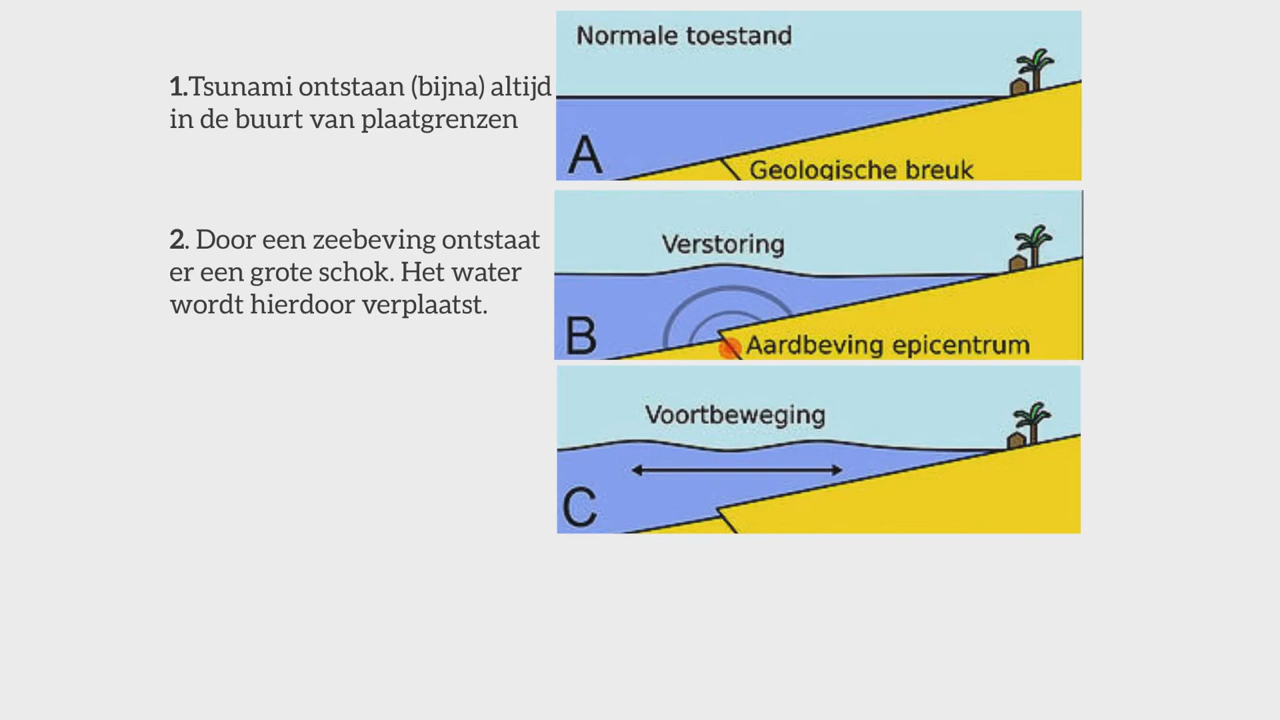 1.Tsunami ontstaan (bijna) altijd
in de buurt van plaatgrenzen
Normale toestand
A
Geologische breuk
2. Door een zeebeving ontstaat
er een grote schok. Het water
wordt hierdoor verplaatst.
Verstoring
B
Aardbeving epicentrum
Voortbeweging
C